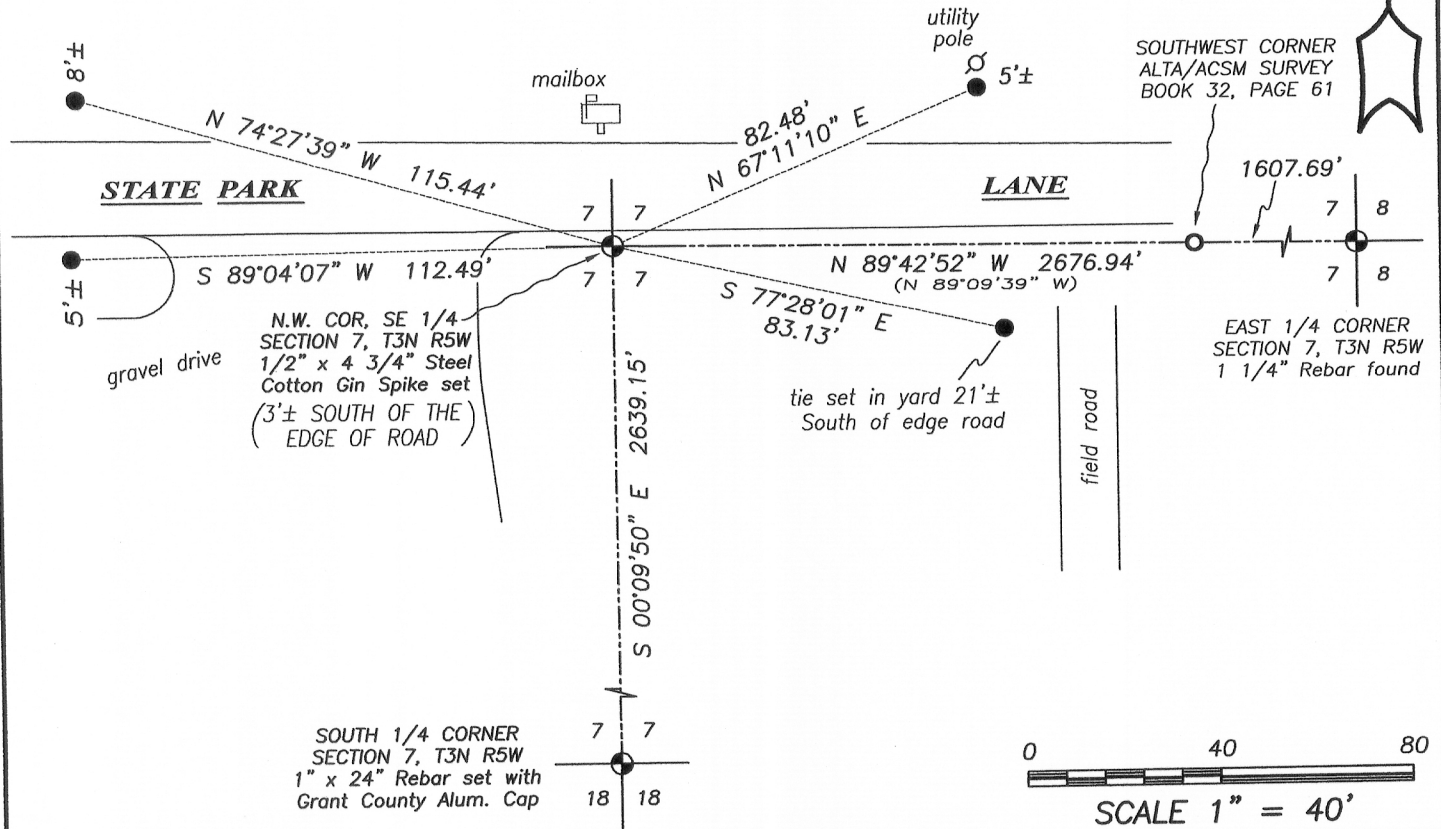 utility
pole
5'±
8'±
mailbox
SOUTHWEST CORNER
ALTA/ACSM SURVEY
BOOK 32, PAGE 61
N 74°27'39" W 115.44'
82.48'
N 67°11'10" E
STATE PARK LANE
1607.69'
7 7
7 8
S 89°04'07" W 112.49'
7 7
N 89°42'52" W 2676.94'
(N 89°09'39" W)
7 8
5'±
gravel drive
N.W. COR, SE 1/4
SECTION 7, T3N R5W
1/2" x 4 3/4" Steel
Cotton Gin Spike set
(3'± SOUTH OF THE
EDGE OF ROAD)
S 77°28'01" E
83.13'
EAST 1/4 CORNER
SECTION 7, T3N R5W
1 1/4" Rebar found
tie set in yard 21'±
South of edge road
field road
S 00°09'50" E 2639.15'
SOUTH 1/4 CORNER
SECTION 7, T3N R5W
1" x 24" Rebar set with
Grant County Alum. Cap
7 7
18 18
0 40 80
SCALE 1" = 40'